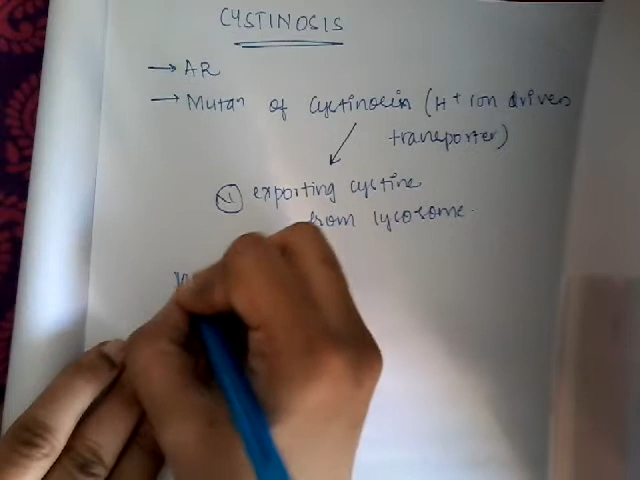 CYSTINOSIS
→ AR
→ Mutan of Cystinosin (H+ ion driven
transporter)
N exporting cystine
from lysosome.